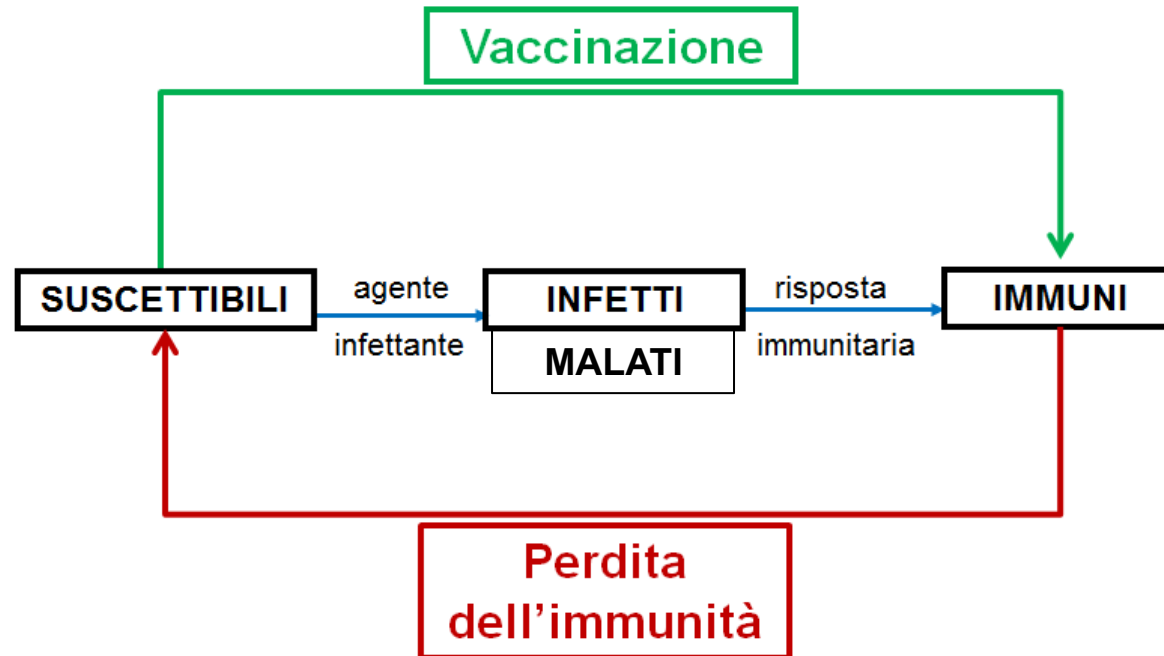 Vaccinazione
SUSCETTIBILI
agente
infettante
INFETTI
MALATI
risposta
immunitaria
IMMUNI
Perdita
dell’immunità